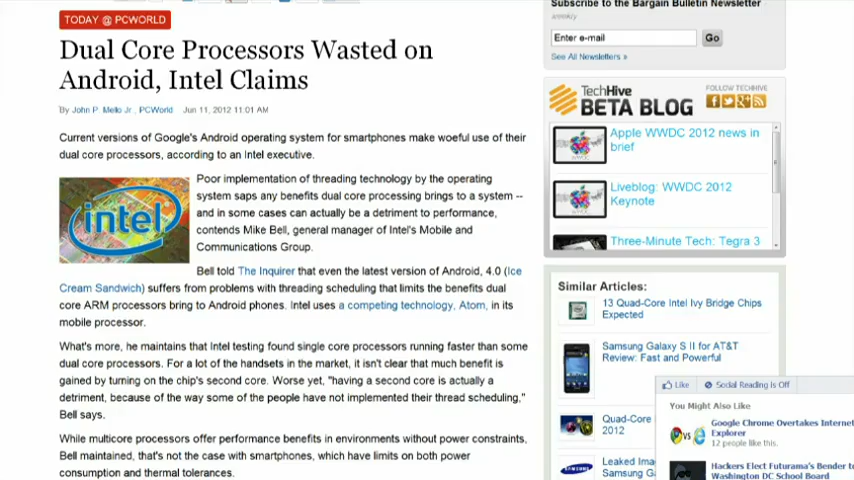 TODAY @ PCWORLD
Dual Core Processors Wasted on
Android, Intel Claims
By John P. Mello Jr., PCWorld Jun 11, 2012 11:01 AM
Current versions of Google's Android operating system for smartphones make woeful use of their
dual core processors, according to an Intel executive.
intel
Poor implementation of threading technology by the operating
system saps any benefits dual core processing brings to a system --
and in some cases can actually be a detriment to performance,
contends Mike Bell, general manager of Intel's Mobile and
Communications Group.
Bell told The Inquirer that even the latest version of Android, 4.0 (Ice
Cream Sandwich) suffers from problems with threading scheduling that limits the benefits dual
core ARM processors bring to Android phones. Intel uses a competing technology, Atom, in its
mobile processor.
What's more, he maintains that Intel testing found single core processors running faster than some
dual core processors. For a lot of the handsets in the market, it isn't clear that much benefit is
gained by turning on the chip's second core. Worse yet, "having a second core is actually a
detriment, because of the way some of the people have not implemented their thread scheduling,"
Bell says.
While multicore processors offer performance benefits in environments without power constraints,
Bell maintained, that's not the case with smartphones, which have limits on both power
consumption and thermal tolerances.
Subscribe to the Bargain Bulletin Newsletter
weekly
Enter e-mail
Go
See All Newsletters »
TechHive
BETA BLOG
FOLLOW TECHHIVE
Apple WWDC 2012 news in
brief
Liveblog: WWDC 2012
Keynote
Three-Minute Tech: Tegra 3
Similar Articles:
13 Quad-Core Intel Ivy Bridge Chips
Expected
Samsung Galaxy S II for AT&T
Review: Fast and Powerful
Quad-Core
2012
Leaked Ima
Samsung Ga
SAMSUNG
Like
Social Reading is Off
You Might Also Like
Google Chrome Overtakes Internet
Explorer
12 people like this.
vs
Hackers Elect Futurama's Bender to
Washington DC School Board